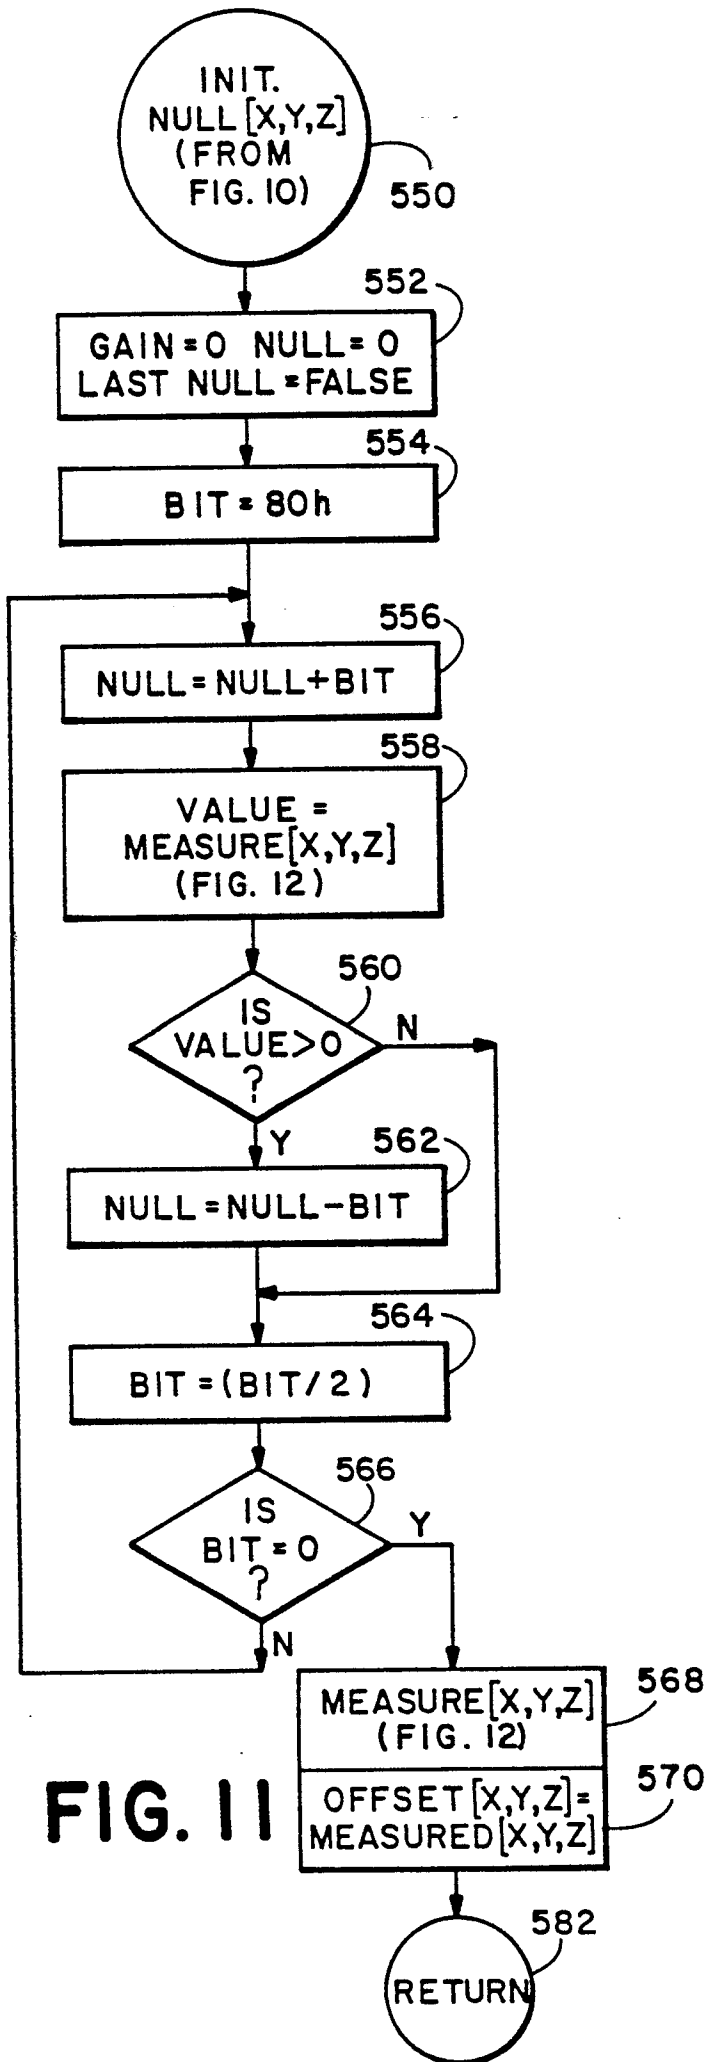 INIT.
NULL [X,Y,Z]
(FROM
FIG. 10)
550
552
GAIN=0 NULL=0
LAST NULL=FALSE
554
BIT=80h
556
NULL=NULL+BIT
558
VALUE=
MEASURE[X,Y,Z]
(FIG. 12)
560
IS
VALUE>0
?
N
Y
562
NULL=NULL-BIT
564
BIT=(BIT/2)
566
IS
BIT=0
?
Y
N
MEASURE[X,Y,Z]
(FIG. 12)
568
OFFSET[X,Y,Z]=
MEASURED[X,Y,Z]
570
FIG. 11
582
RETURN